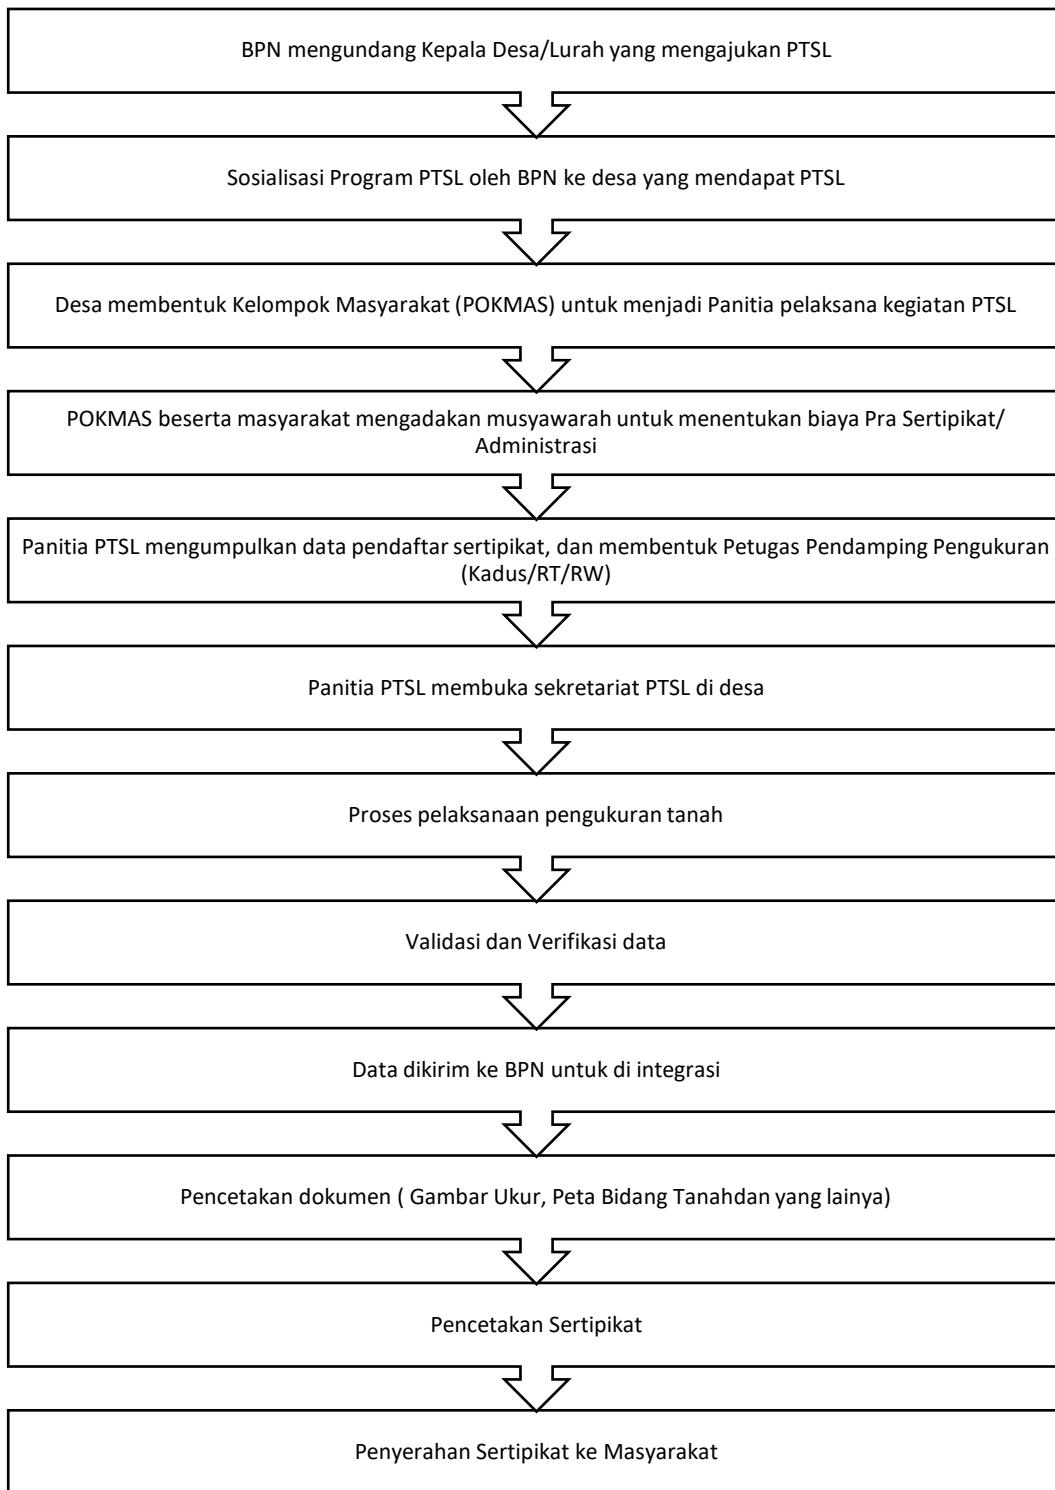 BPN mengundang Kepala Desa/Lurah yang mengajukan PTSL
Sosialisasi Program PTSL oleh BPN ke desa yang mendapat PTSL
Desa membentuk Kelompok Masyarakat (POKMAS) untuk menjadi Panitia pelaksana kegiatan PTSL
POKMAS beserta masyarakat mengadakan musyawarah untuk menentukan biaya Pra Sertipikat/
Administrasi
Panitia PTSL mengumpulkan data pendaftar sertipikat, dan membentuk Petugas Pendamping Pengukuran
(Kadus/RT/RW)
Panitia PTSL membuka sekretariat PTSL di desa
Proses pelaksanaan pengukuran tanah
Validasi dan Verifikasi data
Data dikirim ke BPN untuk di integrasi
Pencetakan dokumen ( Gambar Ukur, Peta Bidang Tanahdan yang lainya)
Pencetakan Sertipikat
Penyerahan Sertipikat ke Masyarakat